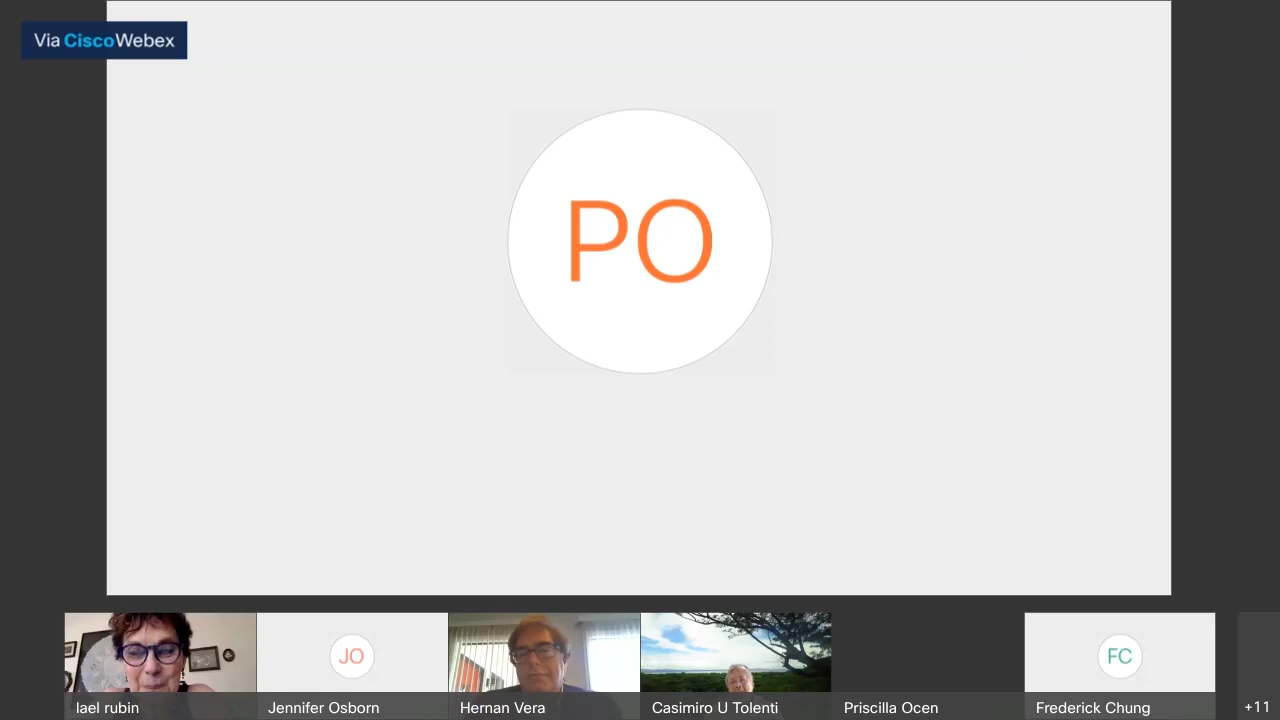 Via CiscoWebex
PO
JO
FC
lael rubin
Jennifer Osborn
Hernan Vera
Casimiro U Tolenti
Priscilla Ocen
Frederick Chung
+11